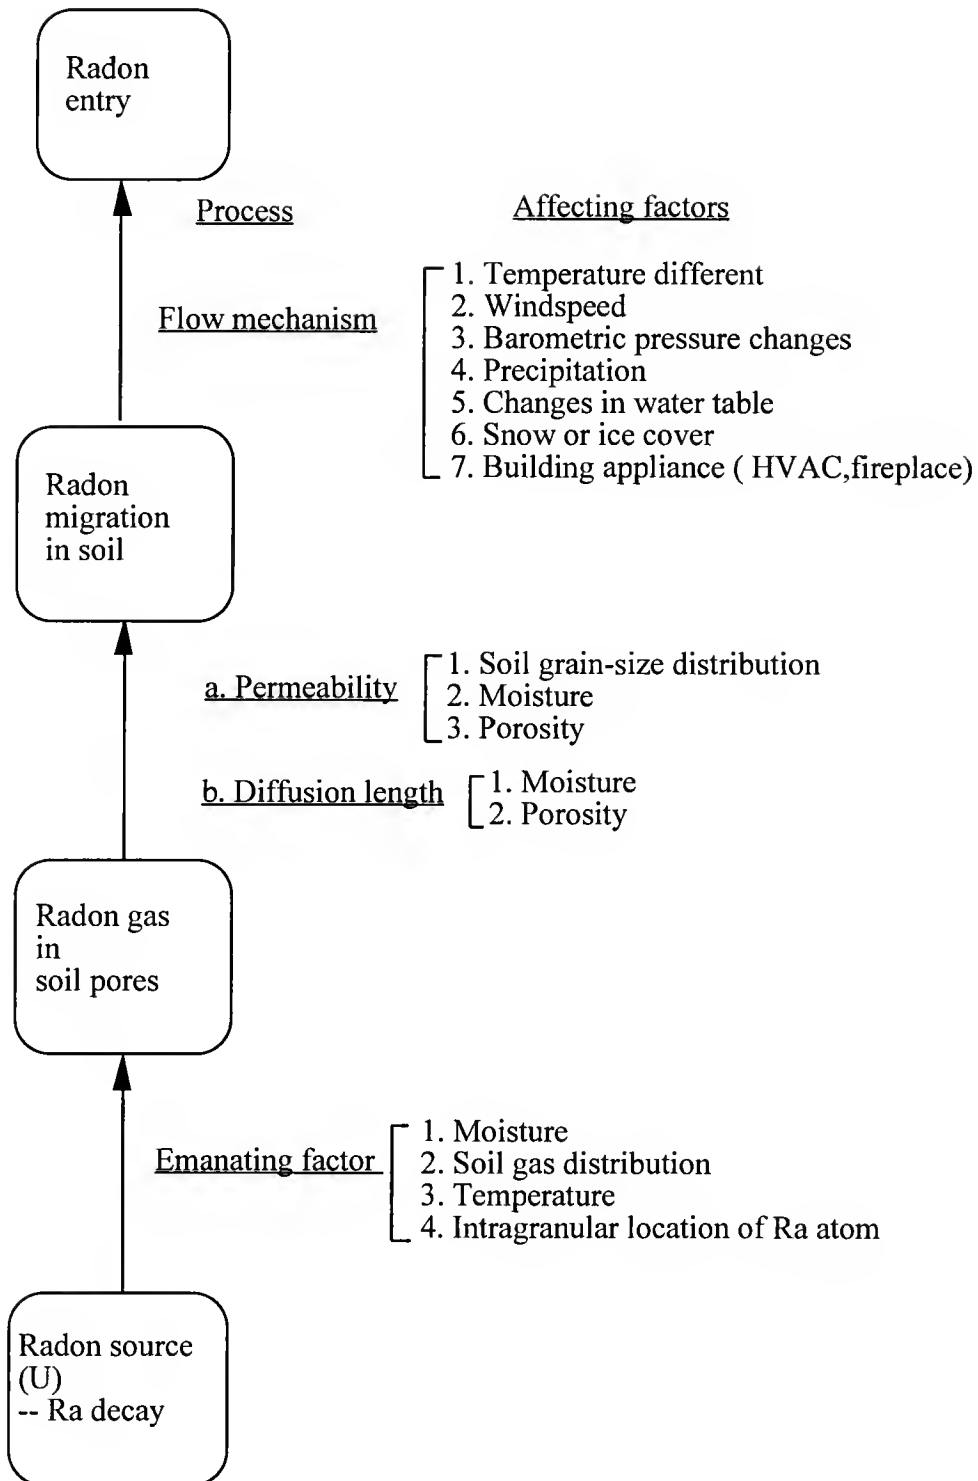 Radon
entry
Process
Affecting factors
Flow mechanism
1. Temperature different
2. Windspeed
3. Barometric pressure changes
4. Precipitation
5. Changes in water table
6. Snow or ice cover
7. Building appliance ( HVAC,fireplace)
Radon
migration
in soil
a. Permeability
1. Soil grain-size distribution
2. Moisture
3. Porosity
b. Diffusion length
1. Moisture
2. Porosity
Radon gas
in
soil pores
Emanating factor
1. Moisture
2. Soil gas distribution
3. Temperature
4. Intragranular location of Ra atom
Radon source
(U)
-- Ra decay